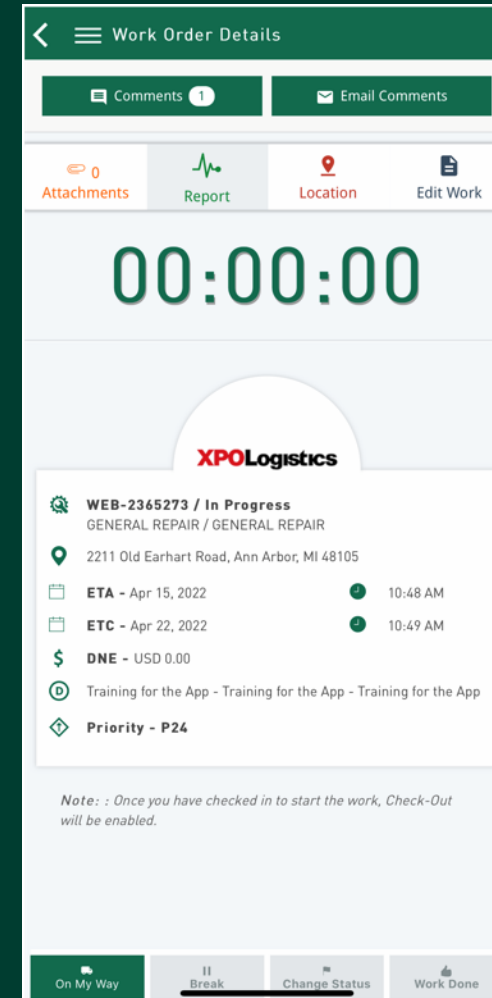 Work Order Details
Comments 1
Email Comments
0
Attachments
Report
Location
Edit Work
00:00:00
XPOLogistics
WEB-2365273 / In Progress
GENERAL REPAIR / GENERAL REPAIR
2211 Old Earhart Road, Ann Arbor, MI 48105
ETA - Apr 15, 2022 10:48 AM
ETC - Apr 22, 2022 10:49 AM
$ DNE - USD 0.00
D Training for the App - Training for the App - Training for the App
Priority - P24
Note: : Once you have checked in to start the work, Check-Out
will be enabled.
On My Way
Break
Change Status
Work Done